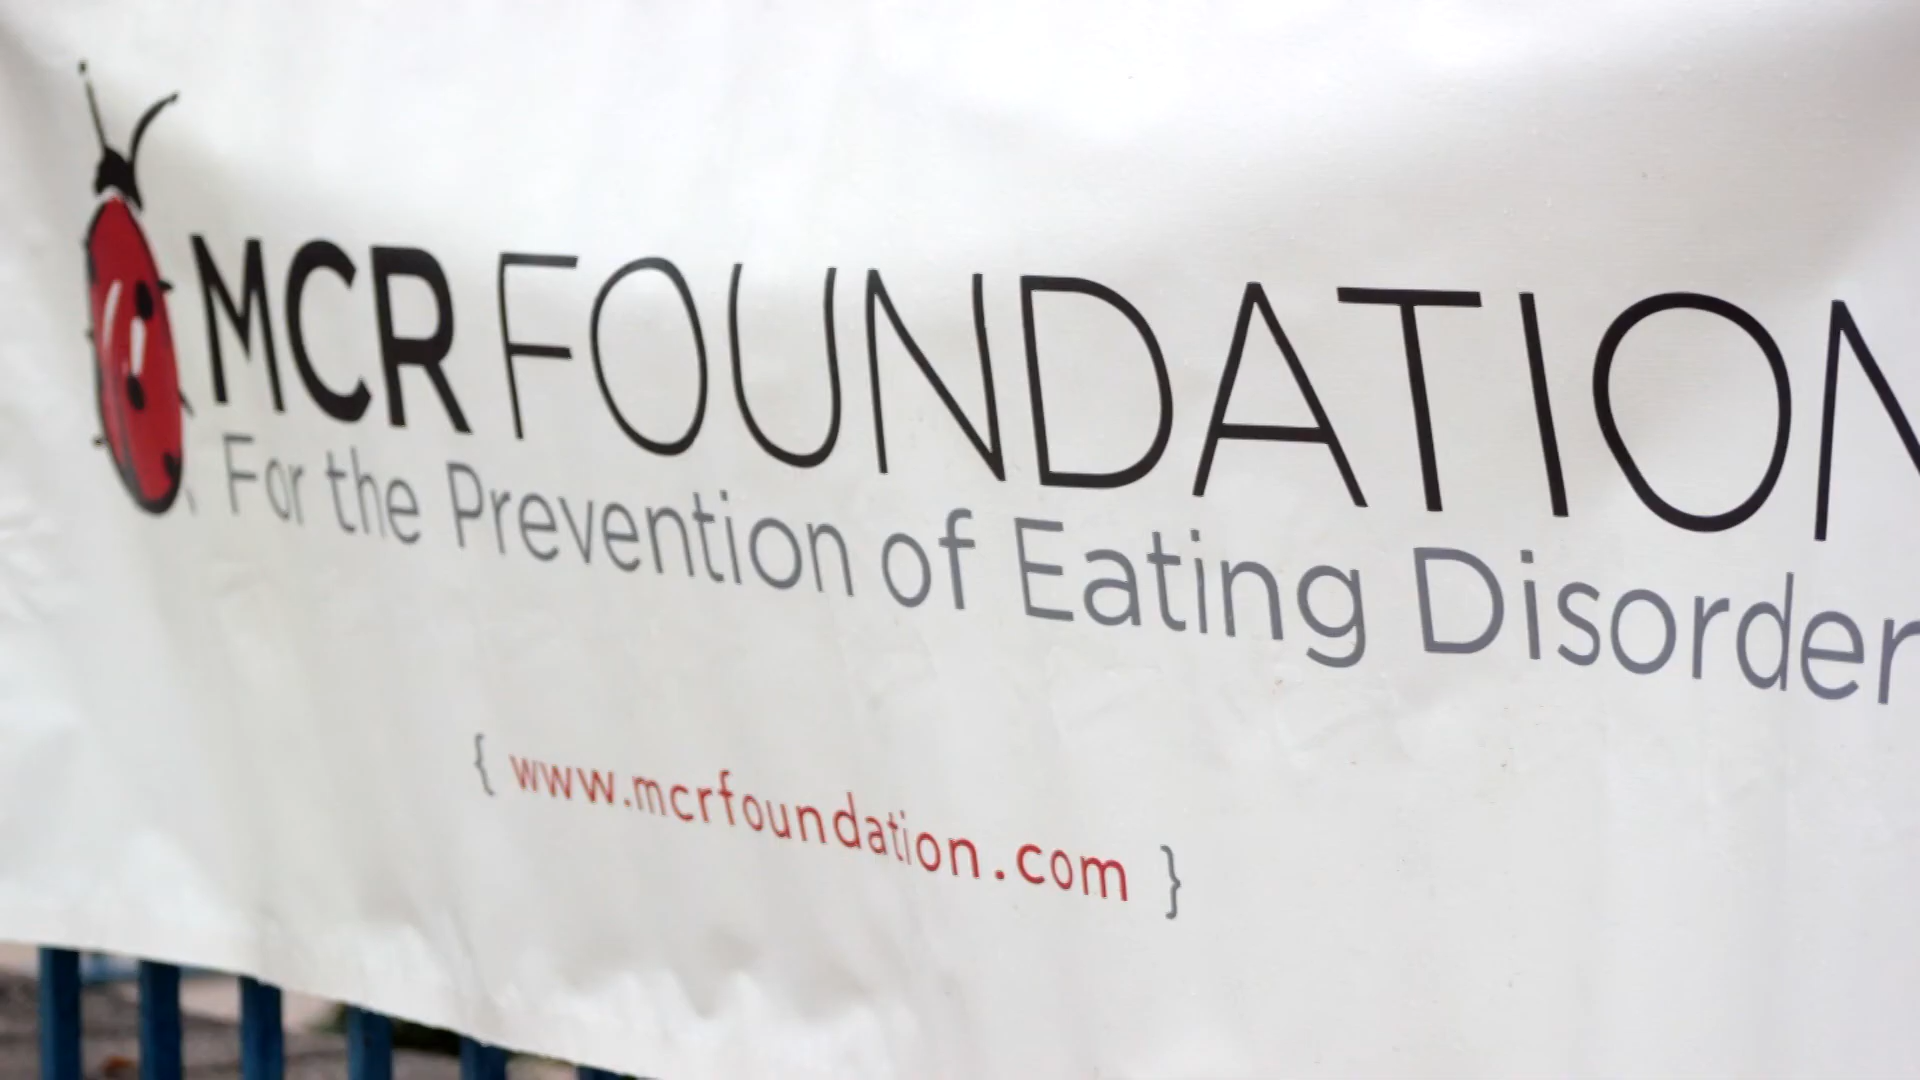 MCR FOUNDATION
For the Prevention of Eating Disorder
{ www.mcrfoundation.com }